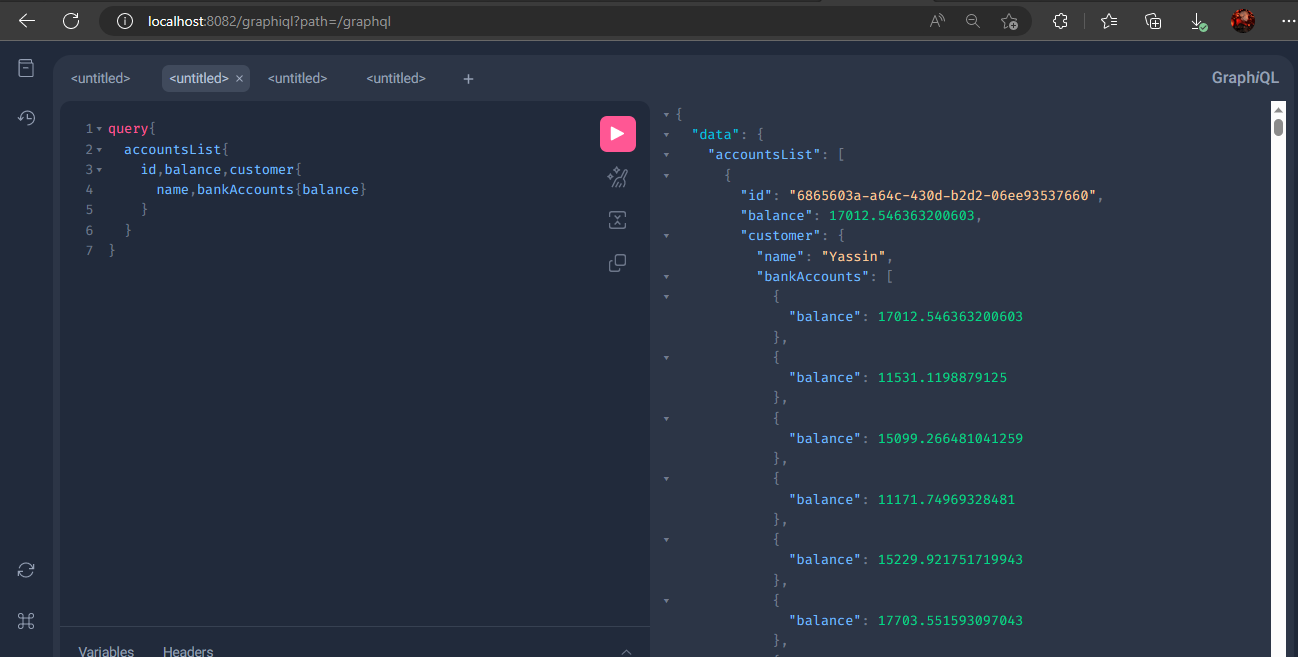 localhost:8082/graphiql?path=/graphql
<untitled> <untitled> × <untitled> <untitled> + GraphiQL
1 query{
2 accountsList{
3 id,balance,customer{
4 name,bankAccounts{balance}
5 }
6 }
7 }
{
"data": {
"accountsList": [
{
"id": "6865603a-a64c-430d-b2d2-06ee93537660",
"balance": 17012.546363200603,
"customer": {
"name": "Yassin",
"bankAccounts": [
{
"balance": 17012.546363200603
},
{
"balance": 11531.1198879125
},
{
"balance": 15099.266481041259
},
{
"balance": 11171.74969328481
},
{
"balance": 15229.921751719943
},
{
"balance": 17703.551593097043
},
Variables Headers